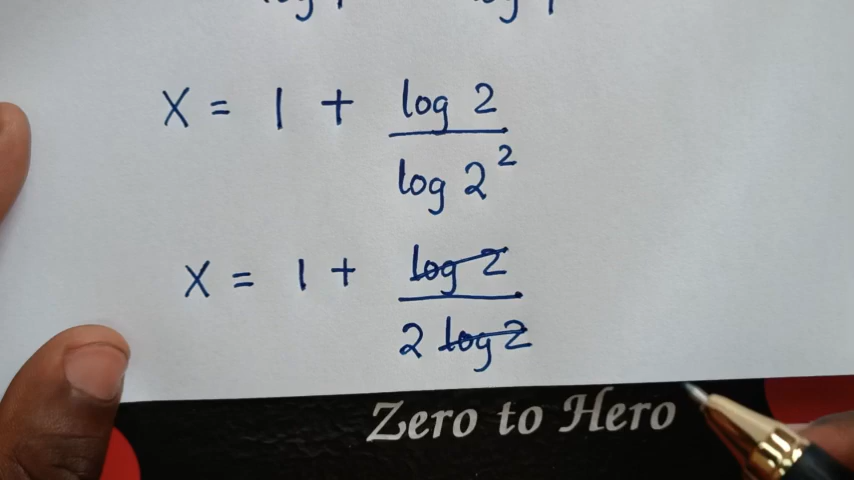 X = 1 + log 2 / log 2²
X = 1 + log 2 / 2 log 2
Zero to Hero